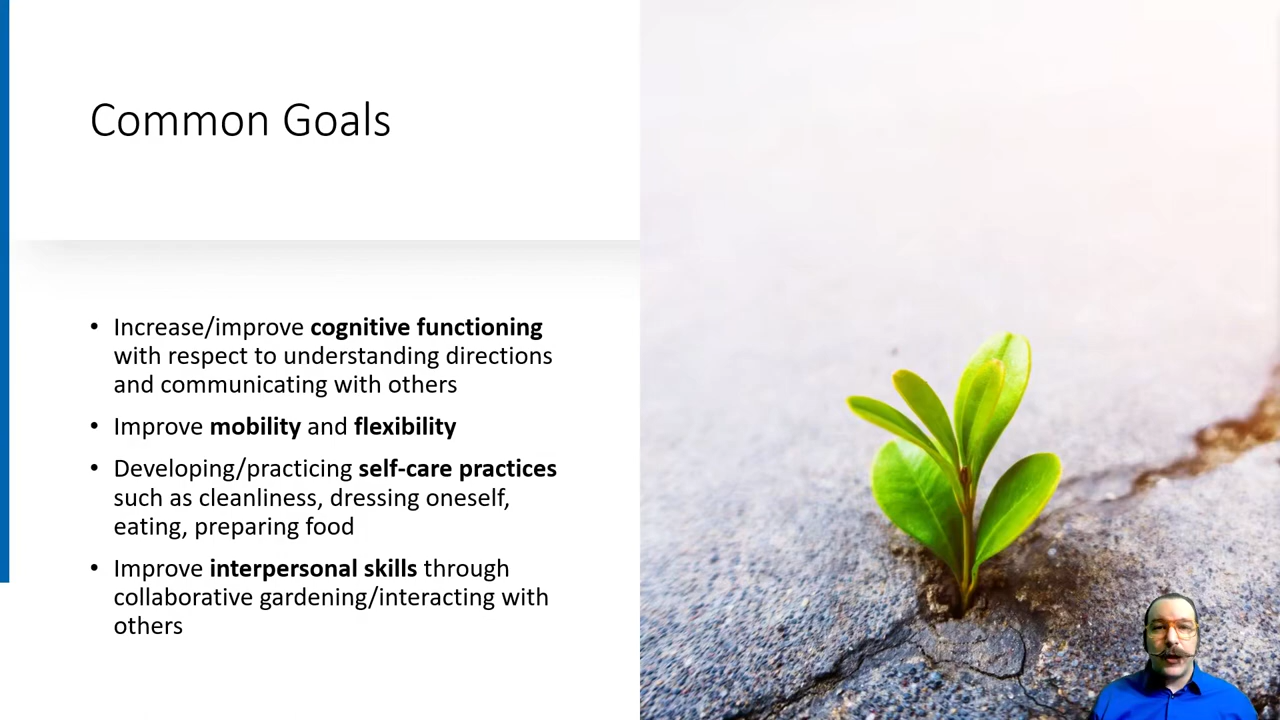 Common Goals
• Increase/improve cognitive functioning
with respect to understanding directions
and communicating with others
• Improve mobility and flexibility
• Developing/practicing self-care practices
such as cleanliness, dressing oneself,
eating, preparing food
• Improve interpersonal skills through
collaborative gardening/interacting with
others